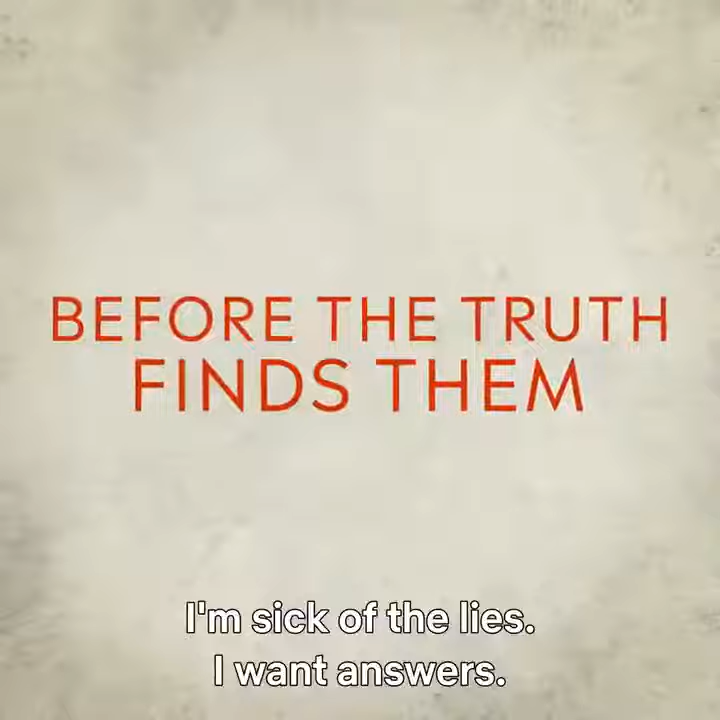 BEFORE THE TRUTH
FINDS THEM
I'm sick of the lies.
I want answers.